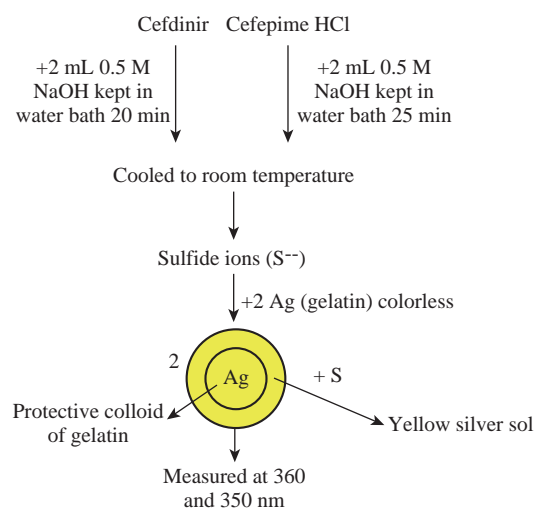 Cefdinir Cefepime HCl
+2 mL 0.5 M
NaOH kept in
water bath 20 min
+2 mL 0.5 M
NaOH kept in
water bath 25 min
Cooled to room temperature
Sulfide ions (S--)
+2 Ag (gelatin) colorless
2
Ag
+ S
Protective colloid
of gelatin
Yellow silver sol
Measured at 360
and 350 nm